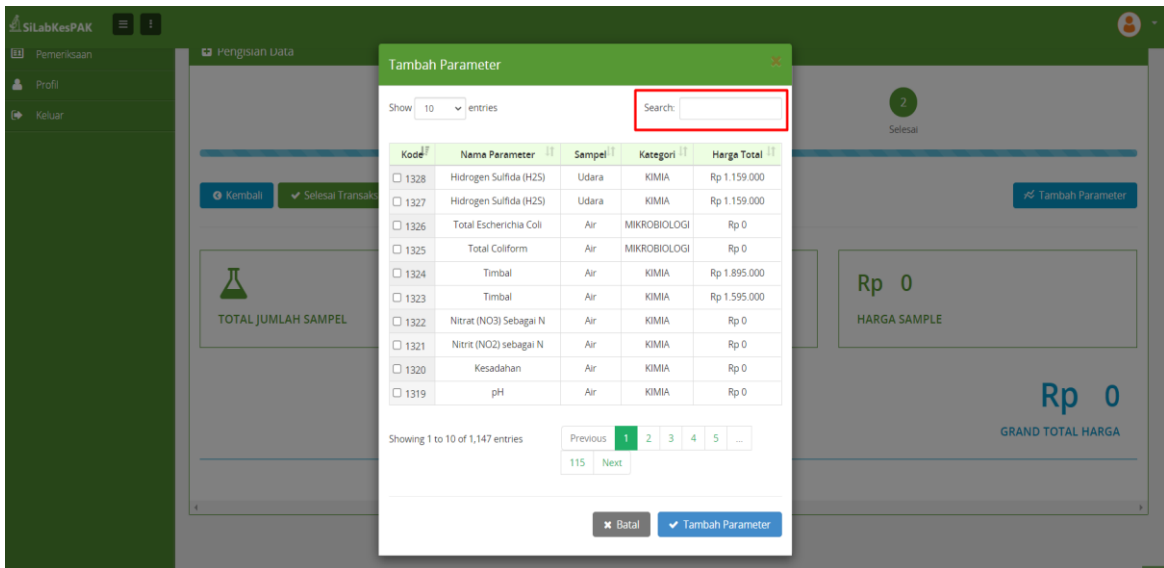 SiLabKesPAK
Pemeriksaan
Profil
Keluar
Pengisian Data
Tambah Parameter
Show 10 entries
Search:
Kode Nama Parameter Sampel Kategori Harga Total
1328 Hidrogen Sulfida (H2S) Udara KIMIA Rp 1.159.000
1327 Hidrogen Sulfida (H2S) Udara KIMIA Rp 1.159.000
1326 Total Escherichia Coli Air MIKROBIOLOGI Rp 0
1325 Total Coliform Air MIKROBIOLOGI Rp 0
1324 Timbal Air KIMIA Rp 1.895.000
1323 Timbal Air KIMIA Rp 1.595.000
1322 Nitrat (NO3) Sebagai N Air KIMIA Rp 0
1321 Nitrit (NO2) sebagai N Air KIMIA Rp 0
1320 Kesadahan Air KIMIA Rp 0
1319 pH Air KIMIA Rp 0
Showing 1 to 10 of 1,147 entries
Previous 1 2 3 4 5 ...
115 Next
Batal
Tambah Parameter
2
Selesai
Kembali
Selesai Transaks
Tambah Parameter
TOTAL JUMLAH SAMPEL
Rp 0
HARGA SAMPLE
Rp 0
GRAND TOTAL HARGA